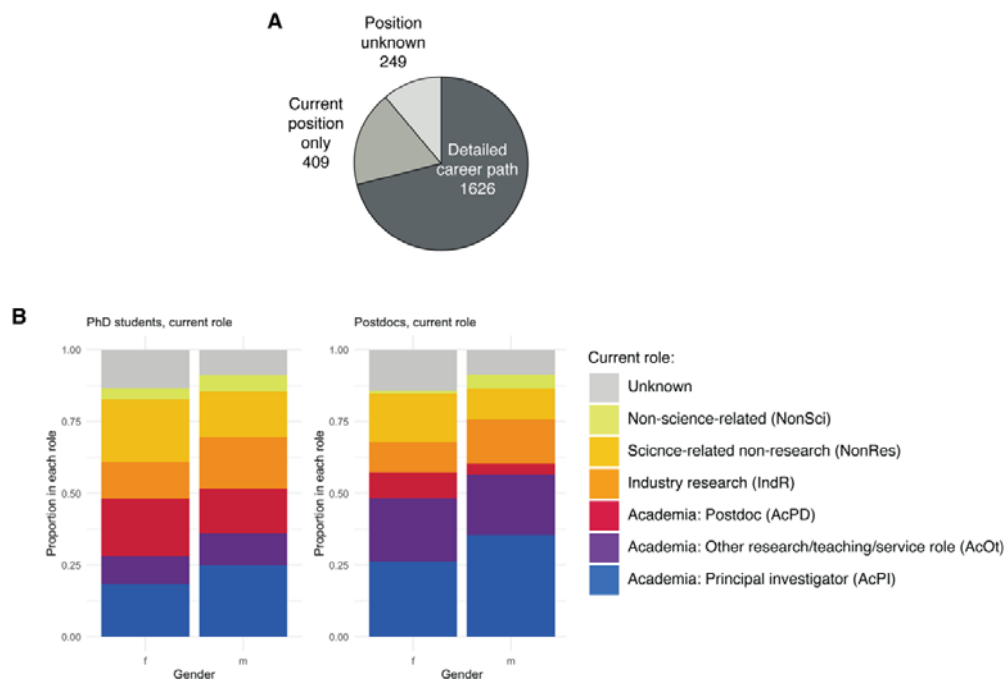 A
Position
unknown
249
Current
position
only
409
Detailed
career path
1626
B
PhD students, current role
Proportion in each role
1.00
0.75
0.50
0.25
0.00
f
m
Gender
Postdocs, current role
Proportion in each role
1.00
0.75
0.50
0.25
0.00
f
m
Gender
Current role:
Unknown
Non-science-related (NonSci)
Science-related non-research (NonRes)
Industry research (IndR)
Academia: Postdoc (AcPD)
Academia: Other research/teaching/service role (AcOt)
Academia: Principal investigator (AcPI)